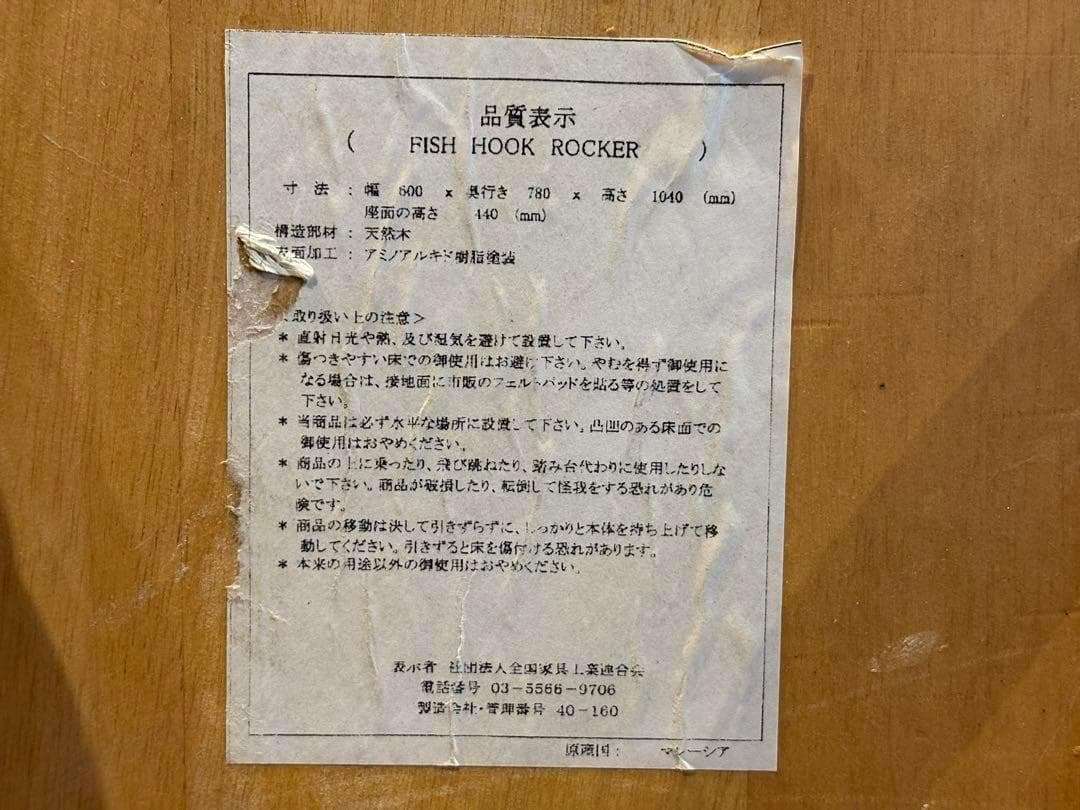 品質表示
( FISH HOOK ROCKER )
寸法 : 幅 600 x 奥行き 780 x 高さ 1040 (mm)
座面の高さ 440 (mm)
構造部材 : 天然木
表面加工 : アミノアルキド樹脂塗装
取り扱い上の注意>
* 直射日光や熱、及び湿気を避けて設置して下さい。
* 傷つきやすい床での御使用はお避け下さい。やむを得ず御使用に
なる場合は、接地面に市販のフェルトパッドを貼る等の処置をして
下さい。
* 当商品は必ず水平な場所に設置して下さい。凸凹のある床面での
御使用はおやめください。
* 商品の上に乗ったり、飛び跳ねたり、踏み台代わりに使用したりしな
いで下さい。商品が破損したり、転倒して怪我をする恐れがあり危
険です。
* 商品の移動は決して引きずらずに、しっかりと本体を持ち上げて移
動してください。引きずると床を傷付ける恐れがあります。
* 本来の用途以外の御使用はおやめください。
表示者 社団法人全国家具工業連合会
電話番号 03-5566-9706
製造会社・管理番号 40-160
原産国: マレーシア